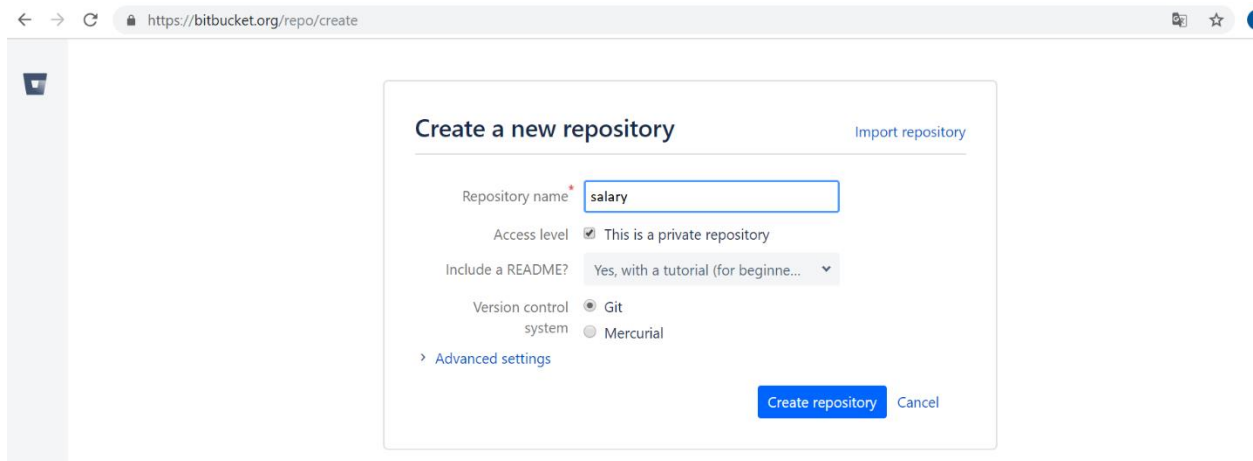 https://bitbucket.org/repo/create
Create a new repository Import repository
Repository name* salary
Access level This is a private repository
Include a README? Yes, with a tutorial (for beginne...
Version control system Git
Mercurial
Advanced settings
Create repository Cancel